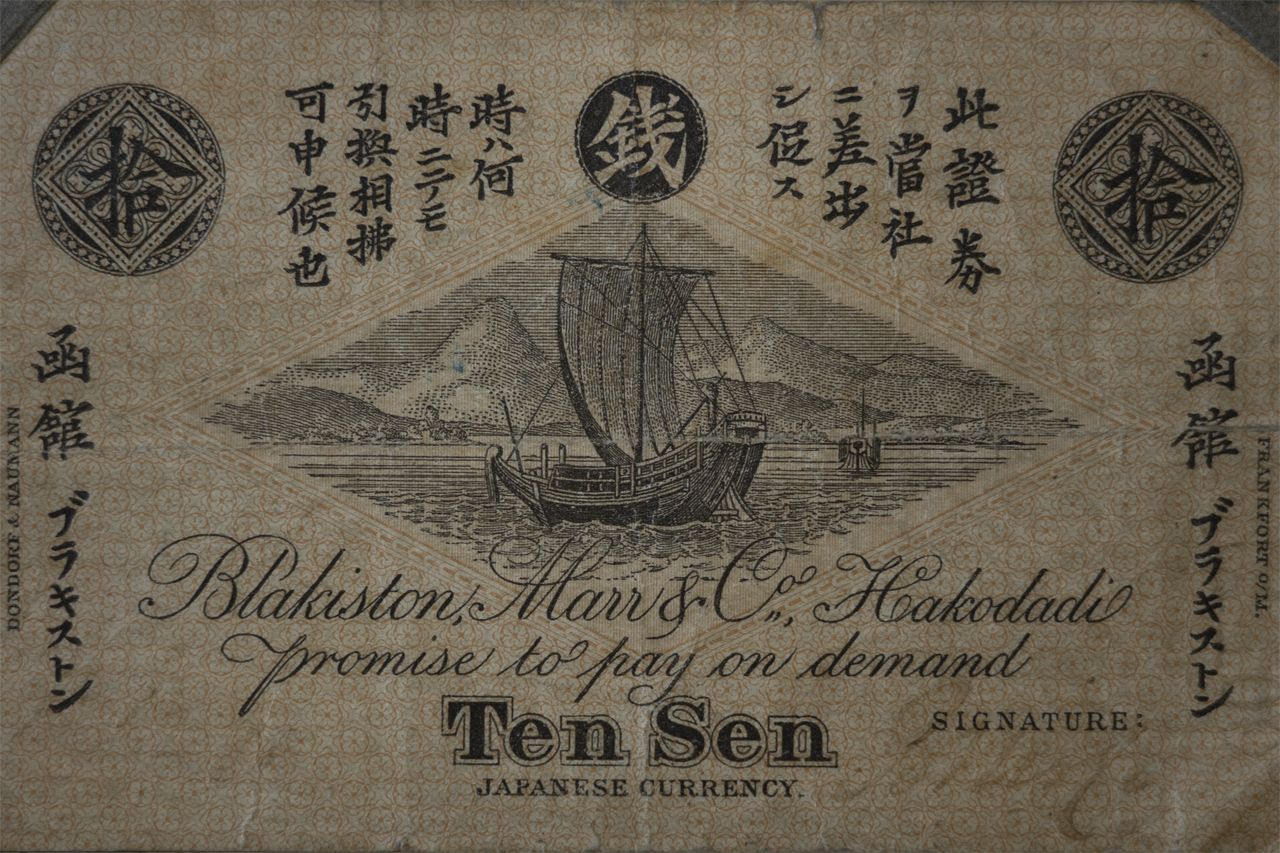 拾
銭
拾
此證券
ヲ當社
ニ差出
シ促ス
時ハ何
時ニテモ
引換相拂
可申候也
函館 ブラキストン
函館 ブラキストン
Blakiston, Marr & Co., Hakodadi
promise to pay on demand
Ten Sen
JAPANESE CURRENCY.
SIGNATURE:
DONDORF & NAUMANN
FRANKFORT O/M.